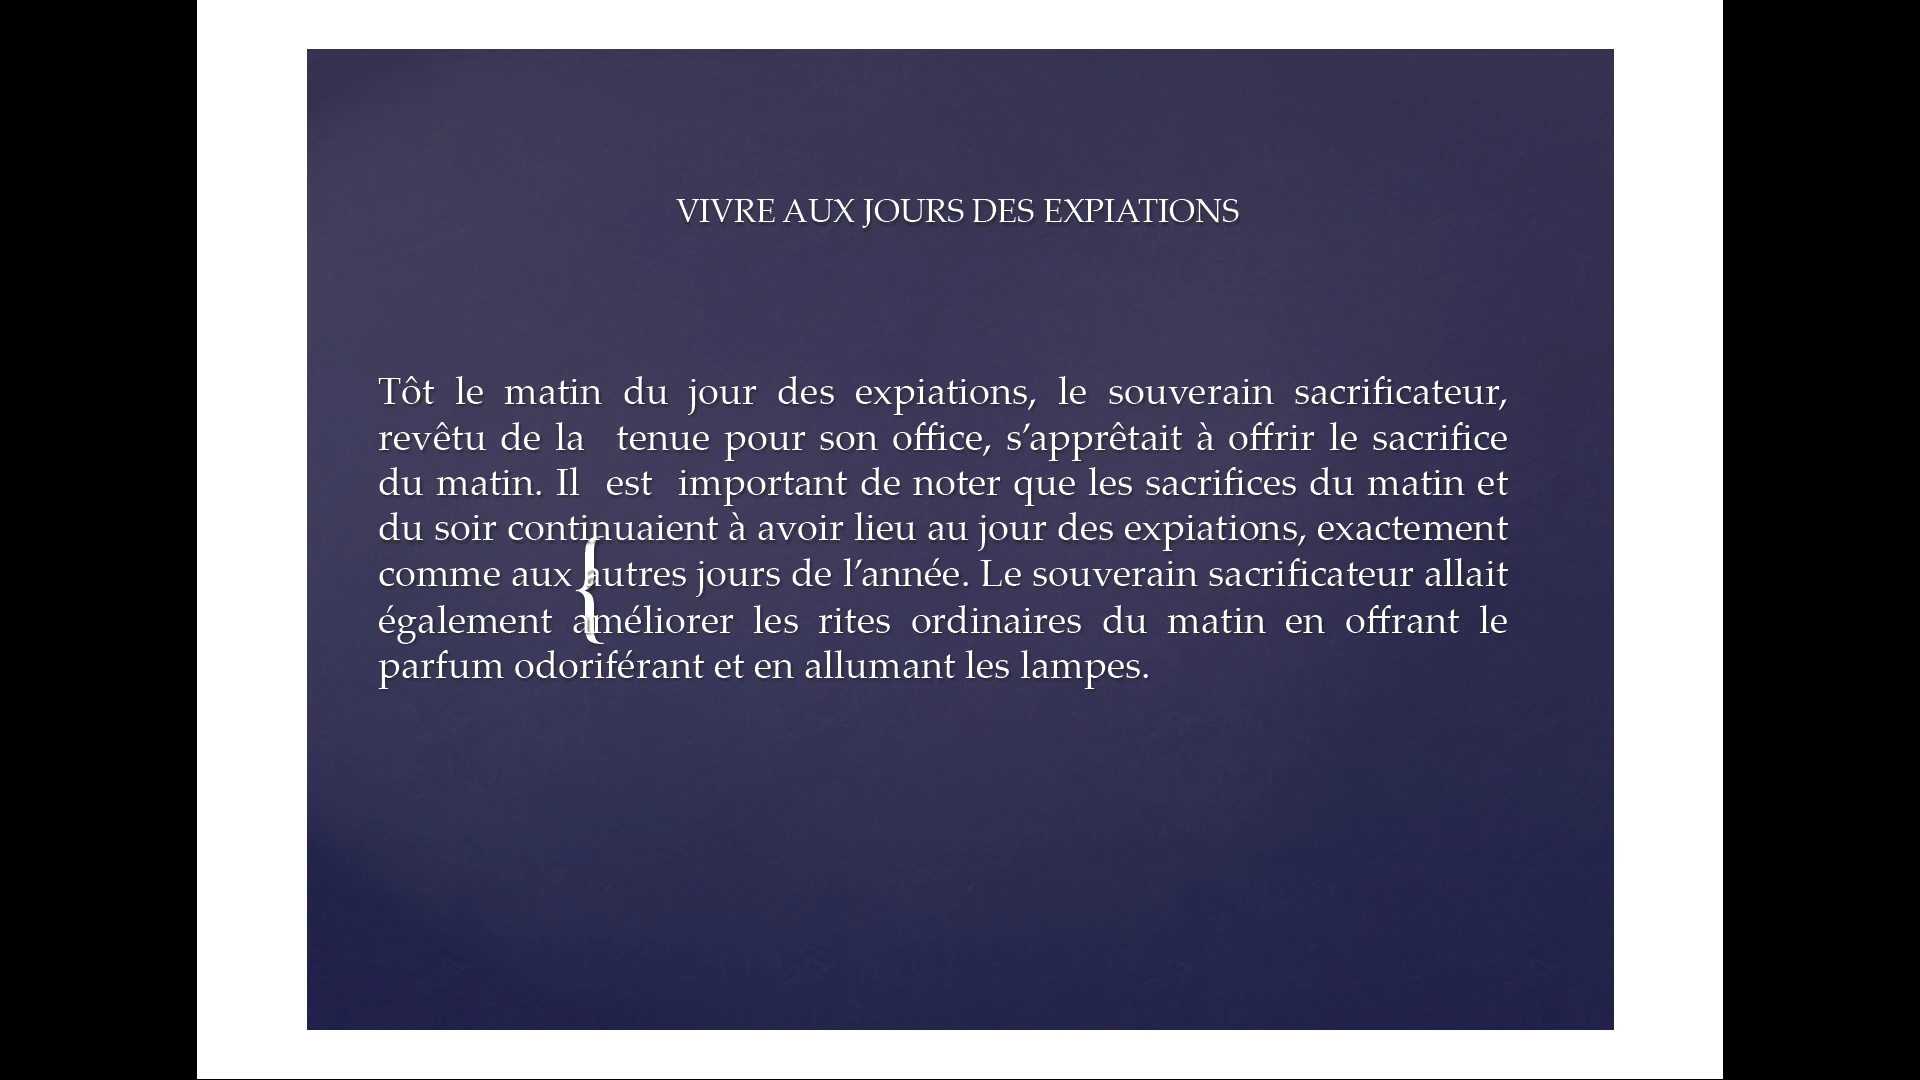 VIVRE AUX JOURS DES EXPIATIONS
Tôt le matin du jour des expiations, le souverain sacrificateur,
revêtu de la tenue pour son office, s’apprêtait à offrir le sacrifice
du matin. Il est important de noter que les sacrifices du matin et
du soir continuaient à avoir lieu au jour des expiations, exactement
comme aux autres jours de l’année. Le souverain sacrificateur allait
également améliorer les rites ordinaires du matin en offrant le
parfum odoriférant et en allumant les lampes.
{